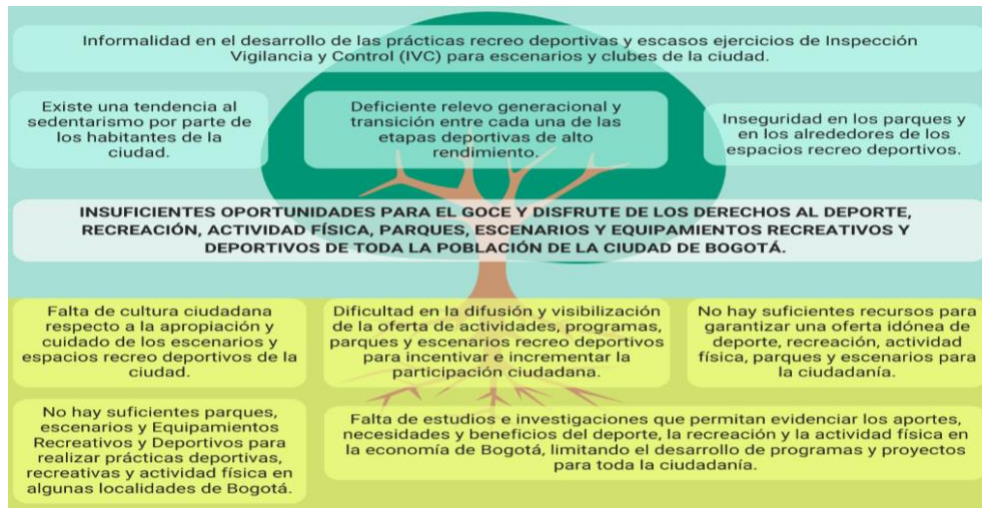 Informalidad en el desarrollo de las prácticas recreo deportivas y escasos ejercicios de Inspección
Vigilancia y Control (IVC) para escenarios y clubes de la ciudad.
Existe una tendencia al
sedentarismo por parte de
los habitantes de la
ciudad.
Deficiente relevo generacional y
transición entre cada una de las
etapas deportivas de alto
rendimiento.
Inseguridad en los parques y
en los alrededores de los
espacios recreo deportivos.
INSUFICIENTES OPORTUNIDADES PARA EL GOCE Y DISFRUTE DE LOS DERECHOS AL DEPORTE,
RECREACIÓN, ACTIVIDAD FÍSICA, PARQUES, ESCENARIOS Y EQUIPAMIENTOS RECREATIVOS Y
DEPORTIVOS DE TODA LA POBLACIÓN DE LA CIUDAD DE BOGOTÁ.
Falta de cultura ciudadana
respecto a la apropiación y
cuidado de los escenarios y
espacios recreo deportivos de la
ciudad.
Dificultad en la difusión y visibilización
de la oferta de actividades, programas,
parques y escenarios recreo deportivos
para incentivar e incrementar la
participación ciudadana.
No hay suficientes recursos para
garantizar una oferta idónea de
deporte, recreación, actividad
física, parques y escenarios para
la ciudadanía.
No hay suficientes parques,
escenarios y Equipamientos
Recreativos y Deportivos para
realizar prácticas deportivas,
recreativas y actividad física en
algunas localidades de Bogotá.
Falta de estudios e investigaciones que permitan evidenciar los aportes,
necesidades y beneficios del deporte, la recreación y la actividad física en
la economía de Bogotá, limitando el desarrollo de programas y proyectos
para toda la ciudadanía.